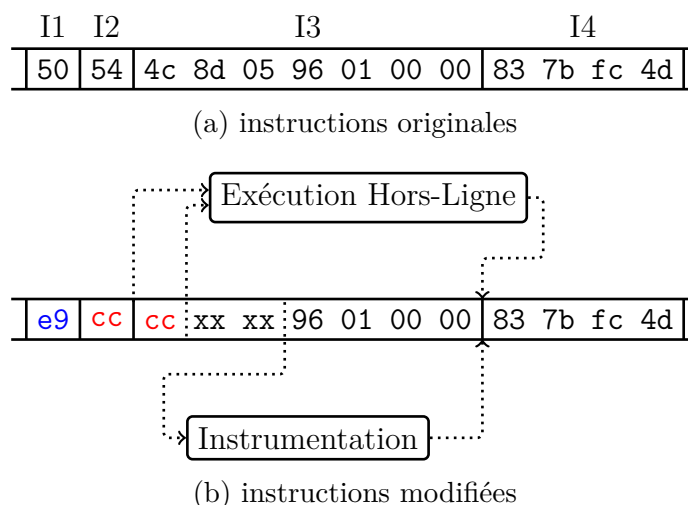 I1 I2 I3 I4
50 54 4c 8d 05 96 01 00 00 83 7b fc 4d
(a) instructions originales
Exécution Hors-Ligne
e9 cc cc xx xx 96 01 00 00 83 7b fc 4d
Instrumentation
(b) instructions modifiées